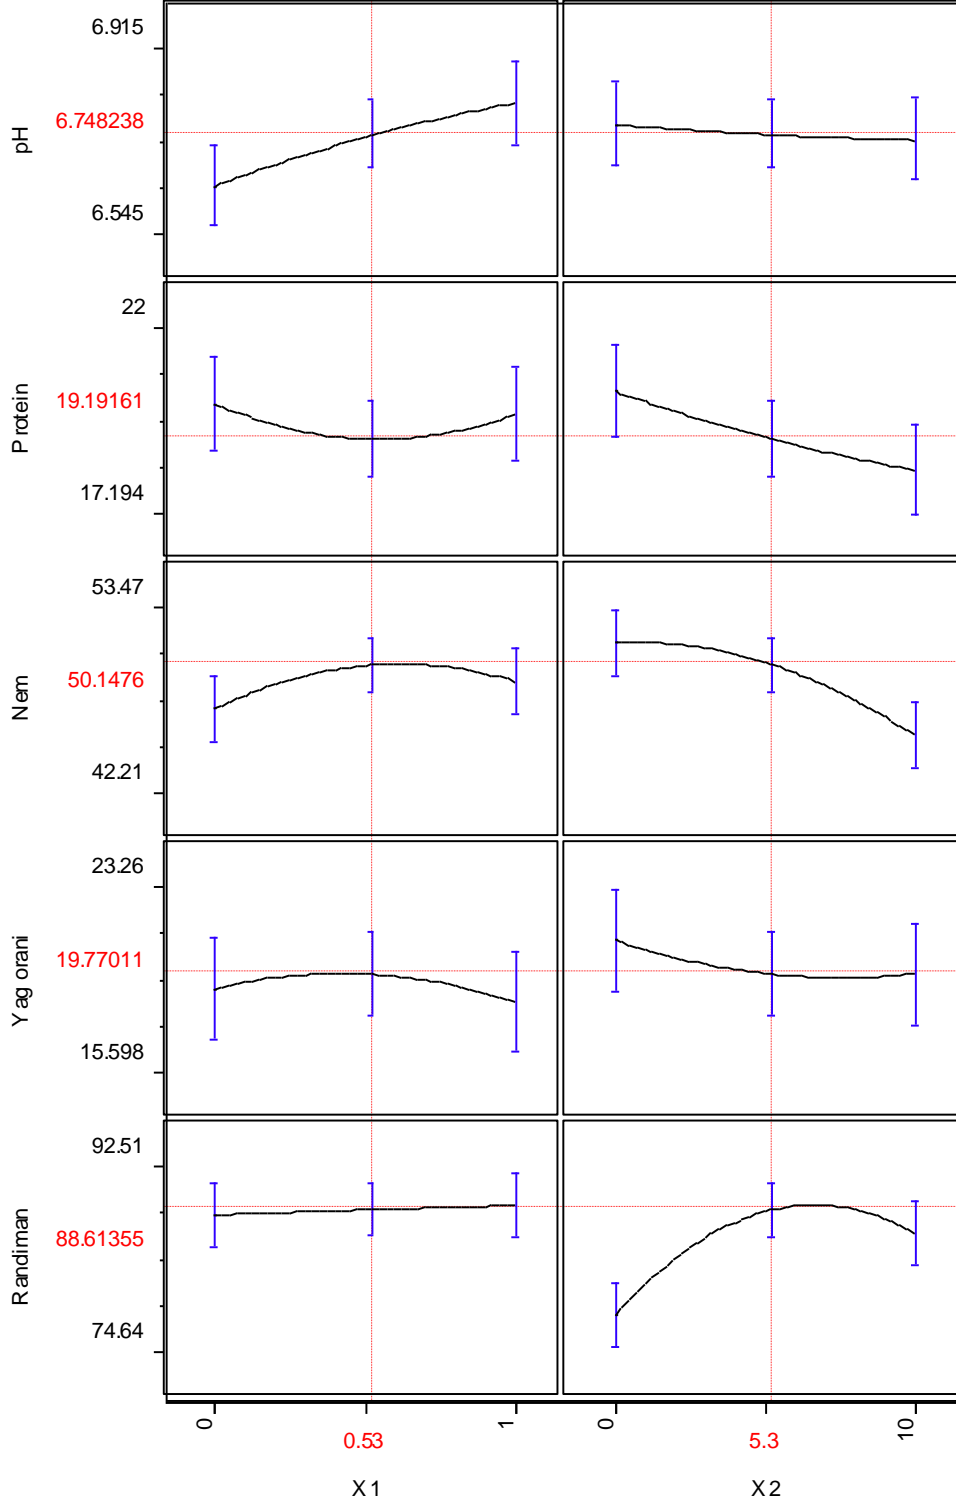 6.915
pH
6.748238
6.545
22
Protein
19.19161
17.194
53.47
Nem
50.1476
42.21
23.26
Yag orani
19.77011
15.598
92.51
Randiman
88.61355
74.64
0 1 0 10
0.53 5.3
X1 X2